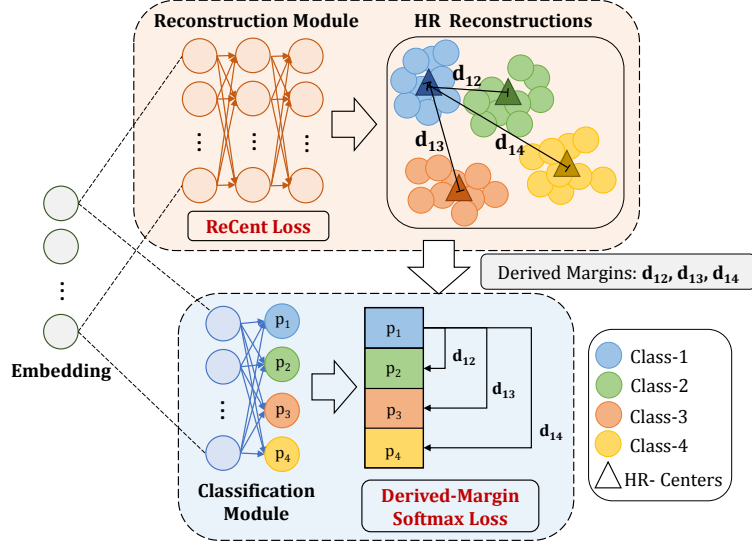 Reconstruction Module
HR Reconstructions
d12
d13
d14
ReCent Loss
Derived Margins: d12, d13, d14
Embedding
p1
p2
p3
p4
p1
p2
p3
p4
d12
d13
d14
Classification
Module
Derived-Margin
Softmax Loss
Class-1
Class-2
Class-3
Class-4
HR- Centers